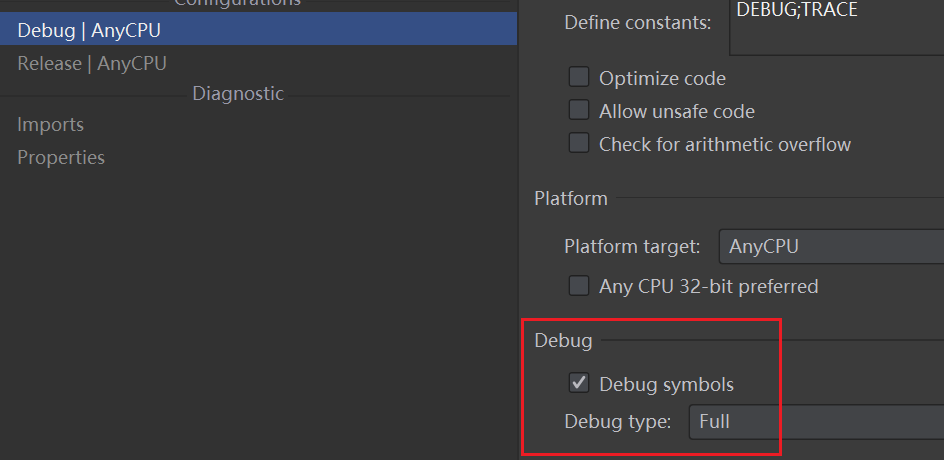 Configurations
Debug | AnyCPU
Release | AnyCPU
Diagnostic
Imports
Properties
Define constants:
DEBUG;TRACE
Optimize code
Allow unsafe code
Check for arithmetic overflow
Platform
Platform target:
AnyCPU
Any CPU 32-bit preferred
Debug
Debug symbols
Debug type:
Full